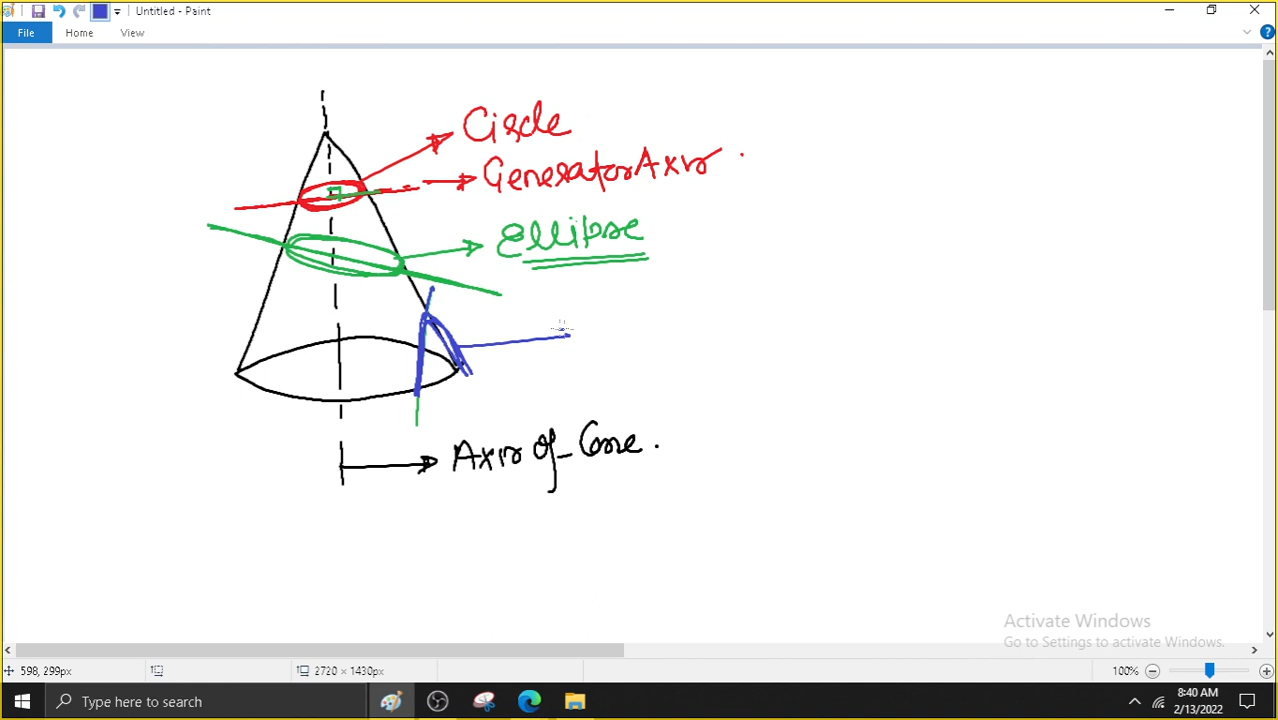 Untitled - Paint
File Home View
Circle
Generator Axis.
Ellipse
Axis of Cone.
Activate Windows
Go to Settings to activate Windows.
598, 299px 2720 × 1430px 100%
Type here to search
8:40 AM
2/13/2022